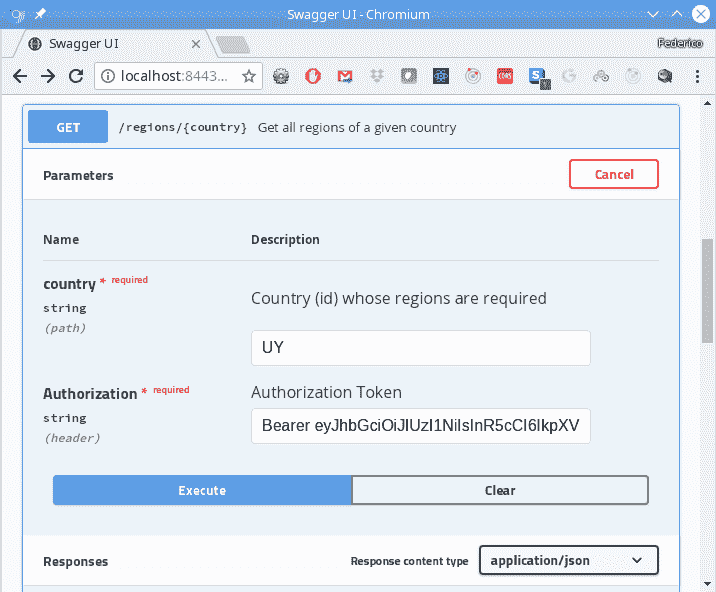 Swagger UI - Chromium
Swagger UI
Federico
localhost:8443...
GET /regions/{country} Get all regions of a given country
Parameters Cancel
Name Description
country * required
string
(path)
Country (id) whose regions are required
UY
Authorization * required
string
(header)
Authorization Token
Bearer eyJhbGciOiJIUzI1NiIsInR5cCI6IkpXV
Execute Clear
Responses Response content type application/json